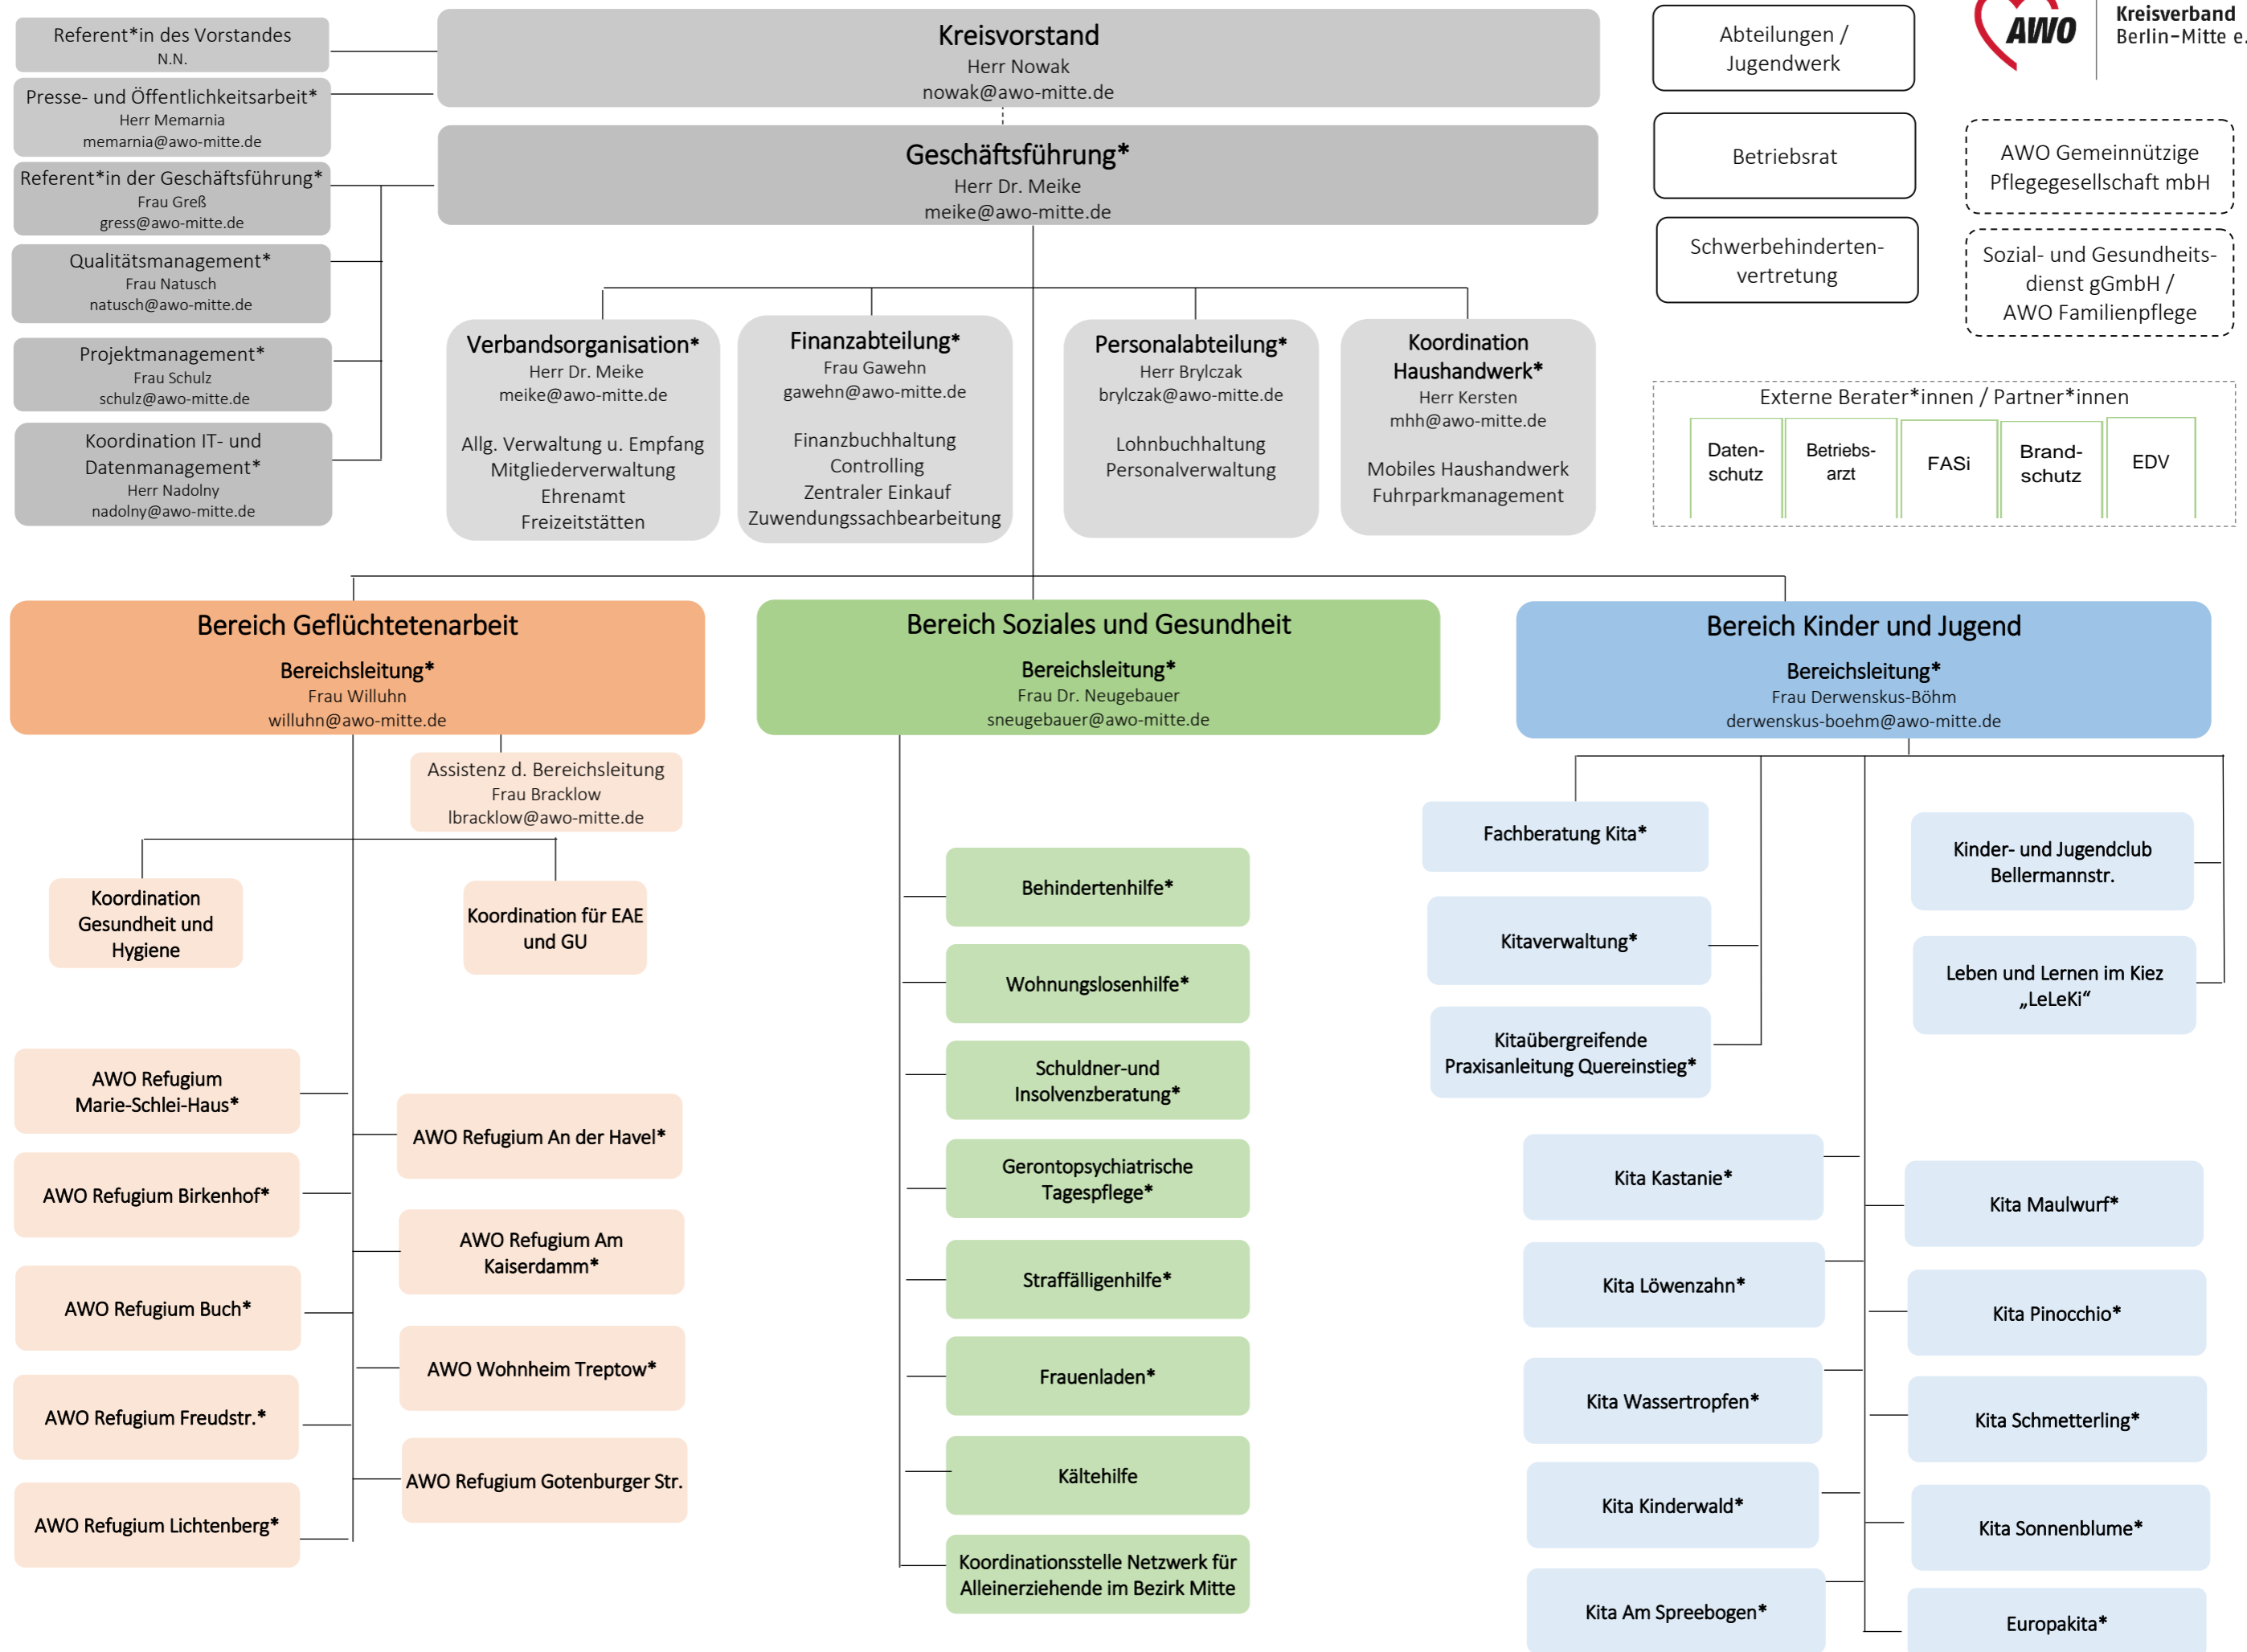 Referent*in des Vorstandes
N.N.
Presse- und Öffentlichkeitsarbeit*
Herr Memarnia
memarnia@awo-mitte.de
Referent*in der Geschäftsführung*
Frau Greß
gress@awo-mitte.de
Qualitätsmanagement*
Frau Natusch
natusch@awo-mitte.de
Projektmanagement*
Frau Schulz
schulz@awo-mitte.de
Koordination IT- und
Datenmanagement*
Herr Nadolny
nadolny@awo-mitte.de
Kreisvorstand
Herr Nowak
nowak@awo-mitte.de
Geschäftsführung*
Herr Dr. Meike
meike@awo-mitte.de
Verbandsorganisation*
Herr Dr. Meike
meike@awo-mitte.de
Allg. Verwaltung u. Empfang
Mitgliederverwaltung
Ehrenamt
Freizeitstätten
Finanzabteilung*
Frau Gawehn
gawehn@awo-mitte.de
Finanzbuchhaltung
Controlling
Zentraler Einkauf
Zuwendungssachbearbeitung
Personalabteilung*
Herr Brylczak
brylczak@awo-mitte.de
Lohnbuchhaltung
Personalverwaltung
Koordination
Haushandwerk*
Herr Kersten
mhh@awo-mitte.de
Mobiles Haushandwerk
Fuhrparkmanagement
Abteilungen /
Jugendwerk
Betriebsrat
Schwerbehinderten-
vertretung
AWO
Kreisverband
Berlin-Mitte e.
AWO Gemeinnützige
Pflegegesellschaft mbH
Sozial- und Gesundheits-
dienst gGmbH /
AWO Familienpflege
Externe Berater*innen / Partner*innen
Daten-
schutz
Betriebs-
arzt
FASi
Brand-
schutz
EDV
Bereich Geflüchtetenarbeit
Bereichsleitung*
Frau Willuhn
willuhn@awo-mitte.de
Assistenz d. Bereichsleitung
Frau Bracklow
lbracklow@awo-mitte.de
Koordination
Gesundheit und
Hygiene
Koordination für EAE
und GU
AWO Refugium
Marie-Schlei-Haus*
AWO Refugium An der Havel*
AWO Refugium Birkenhof*
AWO Refugium Am
Kaiserdamm*
AWO Refugium Buch*
AWO Wohnheim Treptow*
AWO Refugium Freudstr.*
AWO Refugium Gotenburger Str.
AWO Refugium Lichtenberg*
Bereich Soziales und Gesundheit
Bereichsleitung*
Frau Dr. Neugebauer
sneugebauer@awo-mitte.de
Behindertenhilfe*
Wohnungslosenhilfe*
Schuldner-und
Insolvenzberatung*
Gerontopsychiatrische
Tagespflege*
Straffälligenhilfe*
Frauenladen*
Kältehilfe
Koordinationsstelle Netzwerk für
Alleinerziehende im Bezirk Mitte
Bereich Kinder und Jugend
Bereichsleitung*
Frau Derwenskus-Böhm
derwenskus-boehm@awo-mitte.de
Fachberatung Kita*
Kitaverwaltung*
Kitaübergreifende
Praxisanleitung Quereinstieg*
Kinder- und Jugendclub
Bellermannstr.
Leben und Lernen im Kiez
„LeLeKi“
Kita Kastanie*
Kita Maulwurf*
Kita Löwenzahn*
Kita Pinocchio*
Kita Wassertropfen*
Kita Schmetterling*
Kita Kinderwald*
Kita Sonnenblume*
Kita Am Spreebogen*
Europakita*